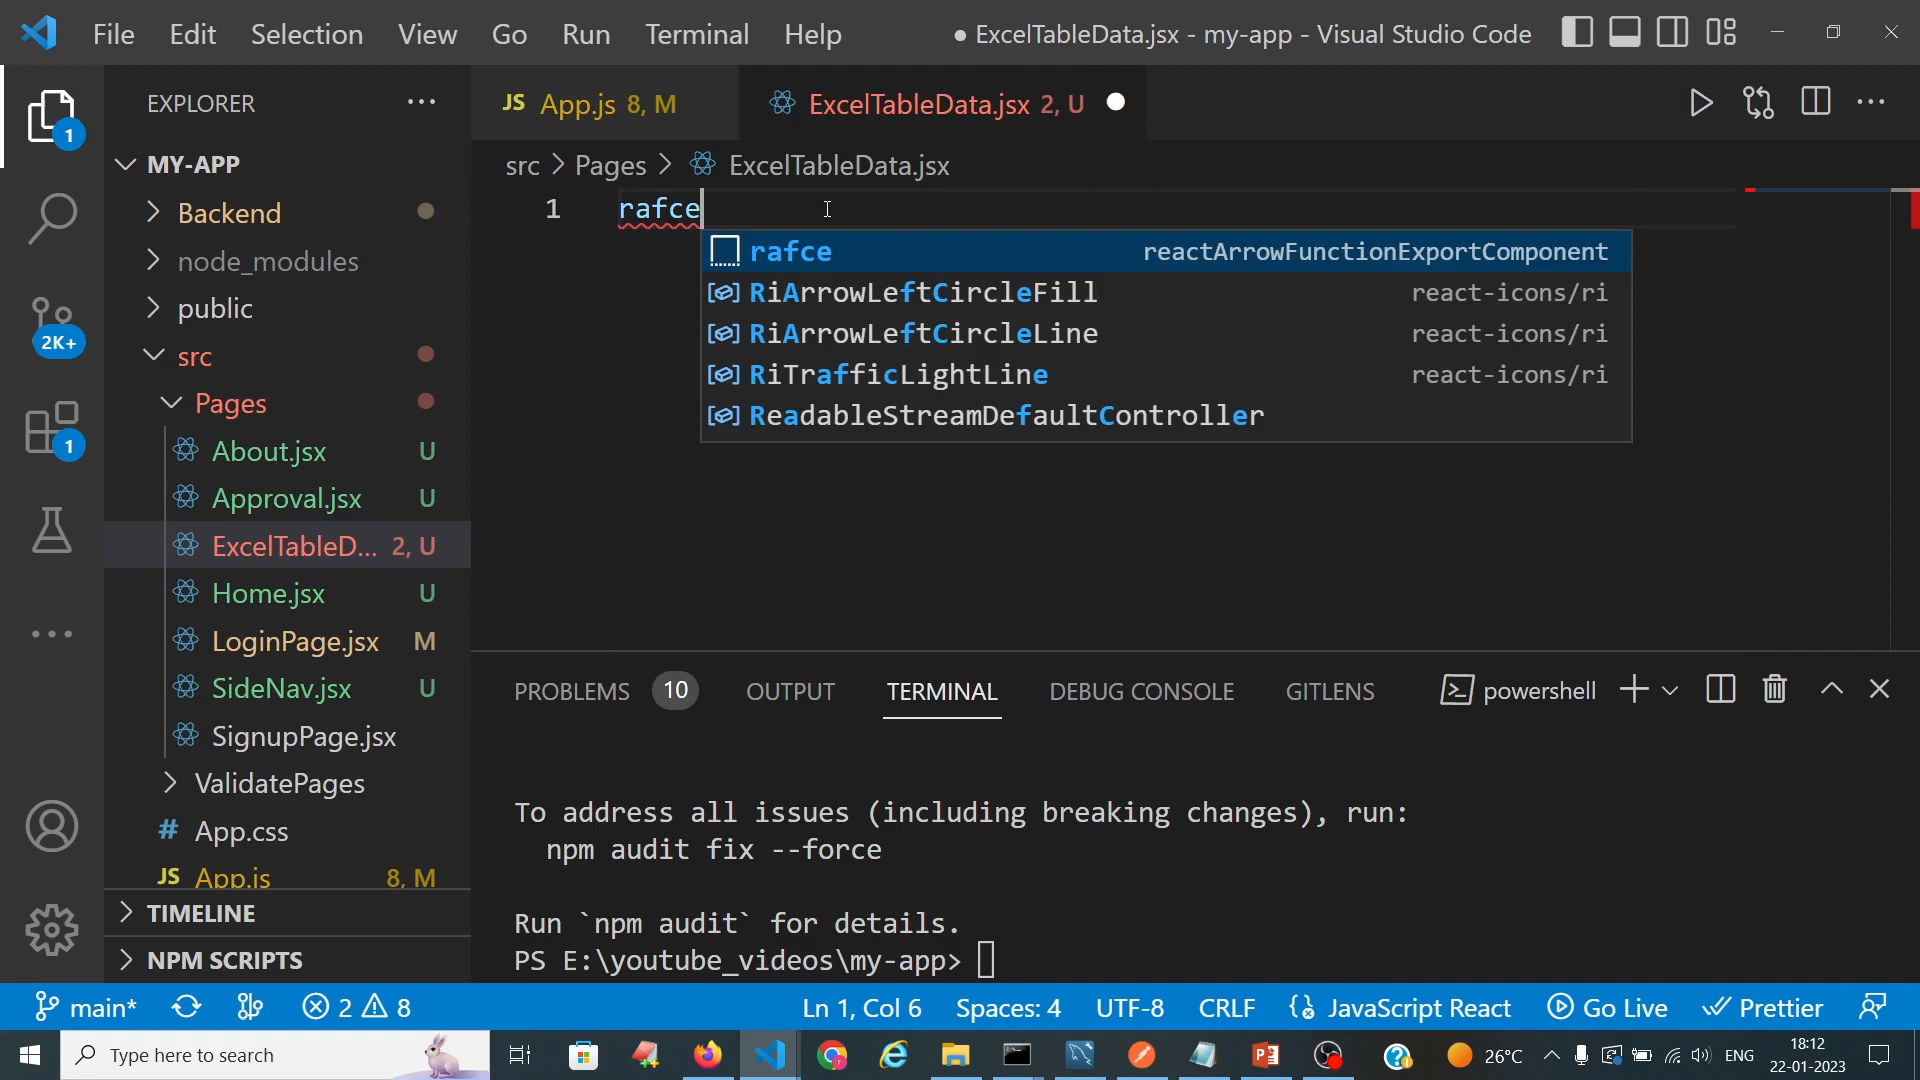 File Edit Selection View Go Run Terminal Help
● ExcelTableData.jsx - my-app - Visual Studio Code
EXPLORER
JS App.js 8, M
ExcelTableData.jsx 2, U
MY-APP
src > Pages > ExcelTableData.jsx
1 rafce
rafce reactArrowFunctionExportComponent
RiArrowLeftCircleFill react-icons/ri
RiArrowLeftCircleLine react-icons/ri
RiTrafficLightLine react-icons/ri
ReadableStreamDefaultController
1
2K+
1
Backend
node_modules
public
src
Pages
About.jsx U
Approval.jsx U
ExcelTableD... 2, U
Home.jsx U
LoginPage.jsx M
SideNav.jsx U
SignupPage.jsx
ValidatePages
# App.css
JS App.js 8, M
TIMELINE
NPM SCRIPTS
PROBLEMS 10 OUTPUT TERMINAL DEBUG CONSOLE GITLENS
powershell
To address all issues (including breaking changes), run:
npm audit fix --force
Run `npm audit` for details.
PS E:\youtube_videos\my-app>
main* 2 8
Ln 1, Col 6 Spaces: 4 UTF-8 CRLF JavaScript React Go Live Prettier
Type here to search
26°C ENG
18:12
22-01-2023